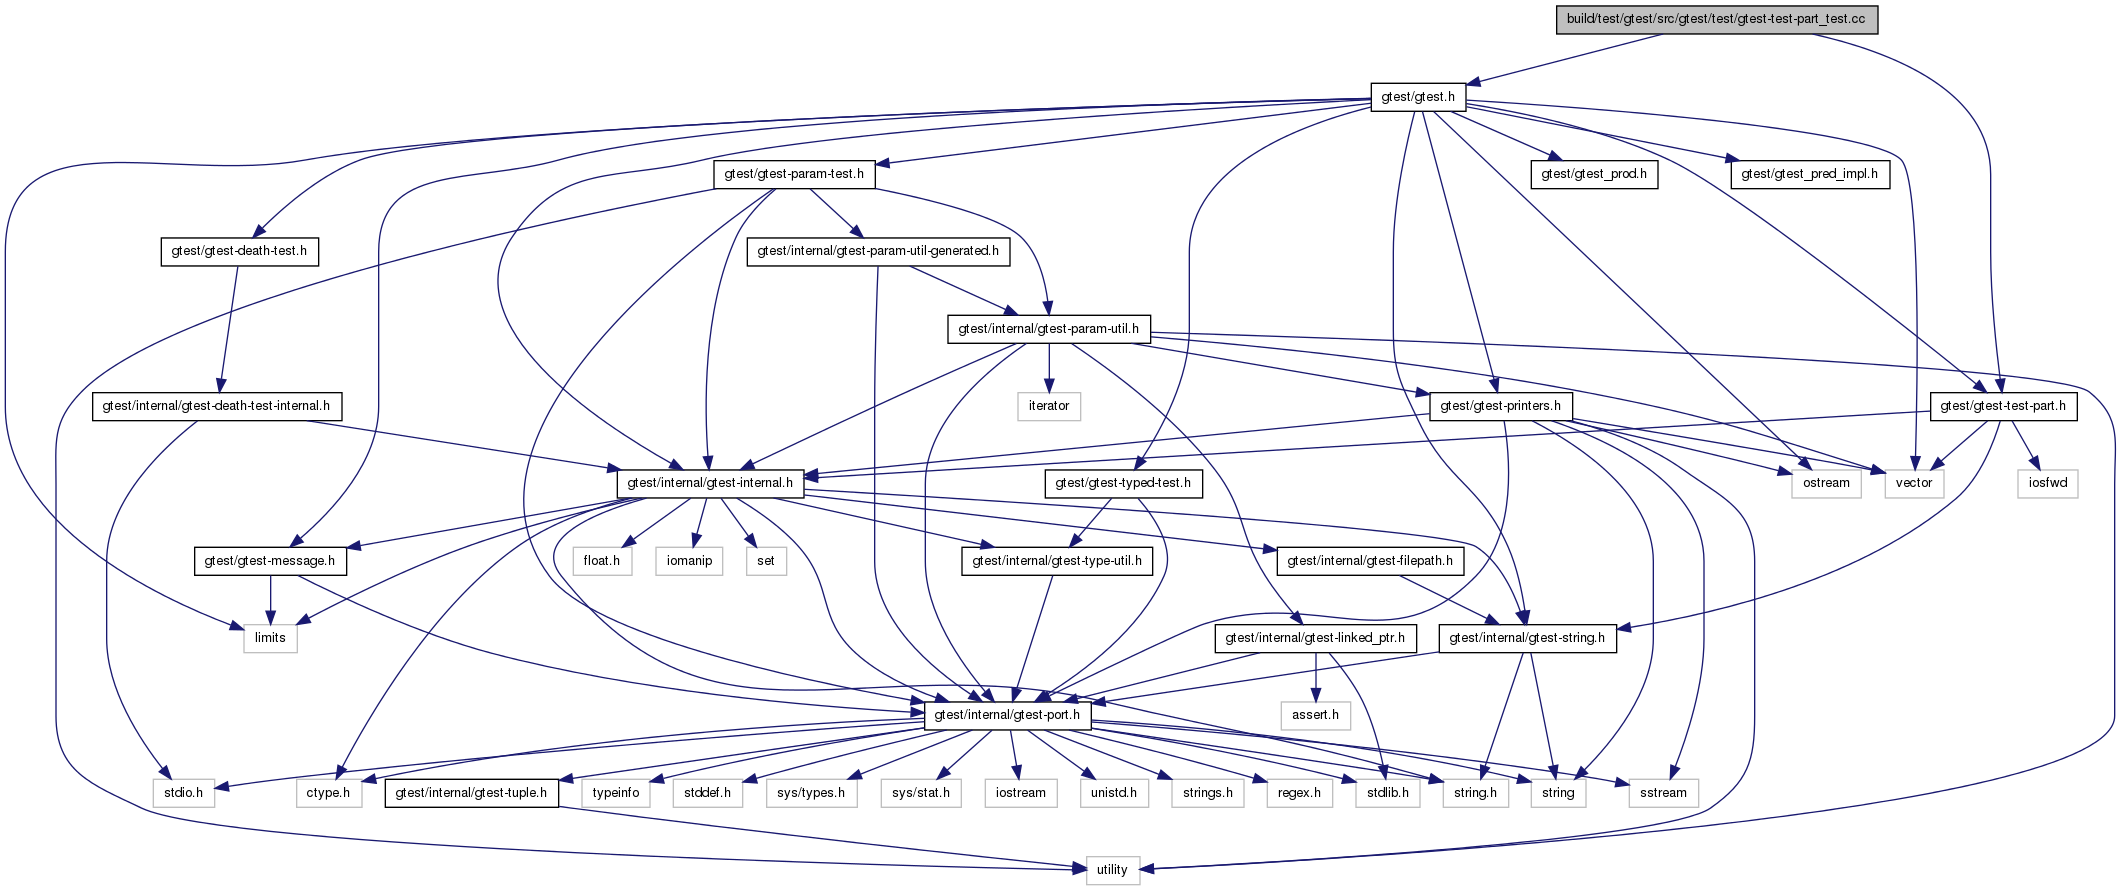 build/test/gtest/src/gtest/test/gtest-test-part_test.cc
gtest/gtest.h
gtest/gtest-param-test.h
gtest/gtest_prod.h
gtest/gtest_pred_impl.h
gtest/gtest-death-test.h
gtest/internal/gtest-param-util-generated.h
gtest/internal/gtest-param-util.h
gtest/internal/gtest-death-test-internal.h
iterator
gtest/gtest-printers.h
gtest/gtest-test-part.h
gtest/internal/gtest-internal.h
gtest/gtest-typed-test.h
ostream
vector
iosfwd
gtest/gtest-message.h
float.h
iomanip
set
gtest/internal/gtest-type-util.h
gtest/internal/gtest-filepath.h
limits
gtest/internal/gtest-linked_ptr.h
gtest/internal/gtest-string.h
gtest/internal/gtest-port.h
assert.h
stdio.h
ctype.h
gtest/internal/gtest-tuple.h
typeinfo
stddef.h
sys/types.h
sys/stat.h
iostream
unistd.h
strings.h
regex.h
stdlib.h
string.h
string
sstream
utility